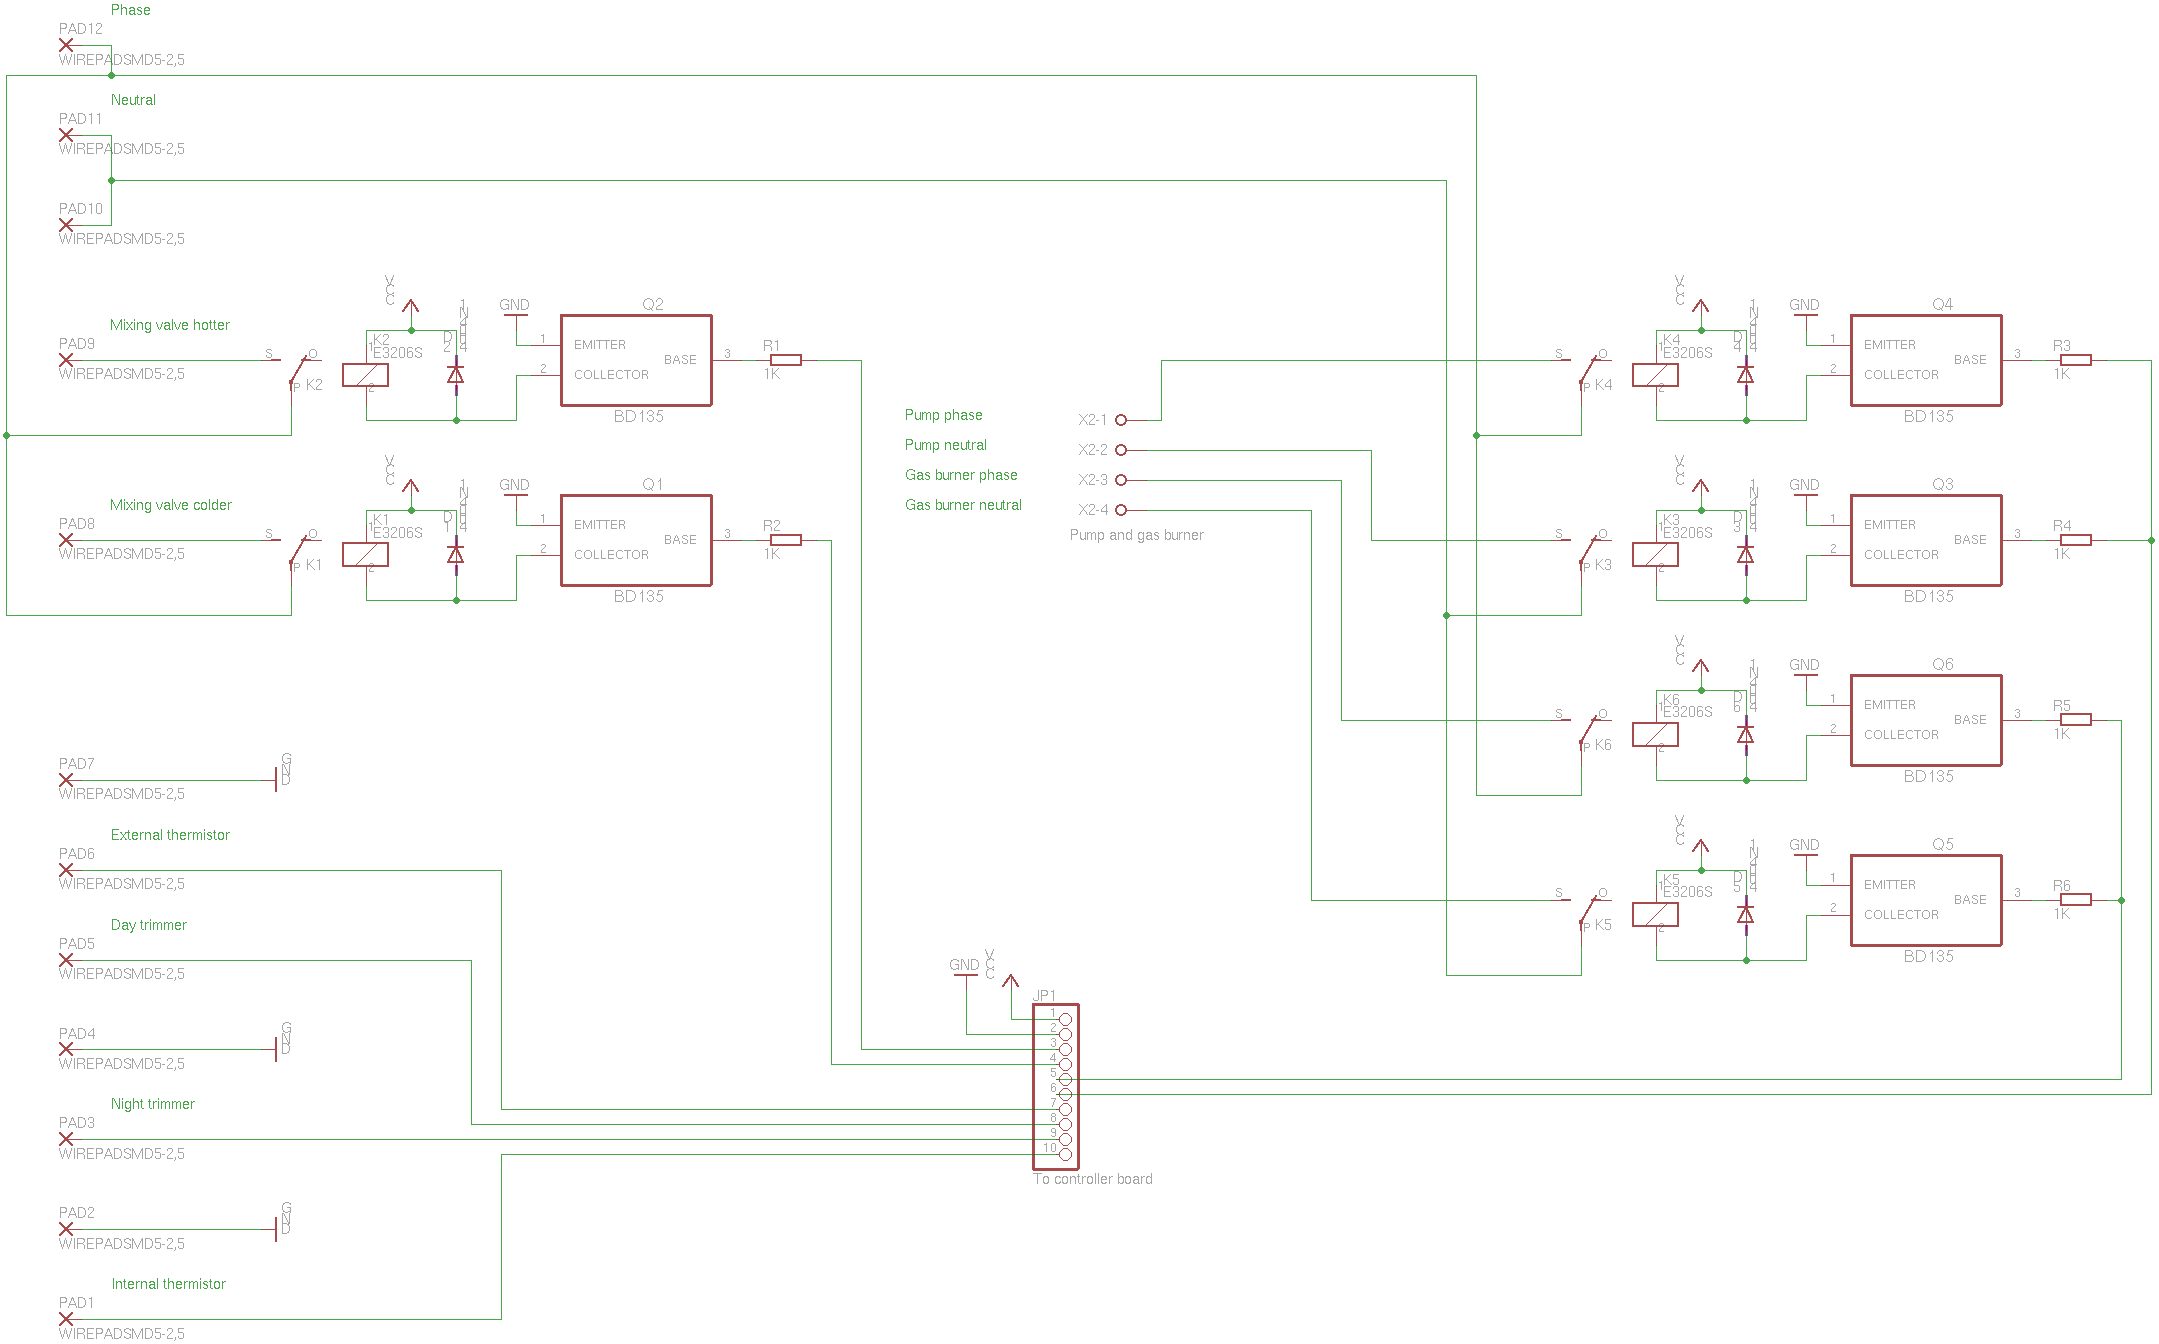 Phase
PAD12
WIREPADSMD5-2,5
Neutral
PAD11
WIREPADSMD5-2,5
PAD10
WIREPADSMD5-2,5
Mixing valve hotter
PAD9
WIREPADSMD5-2,5
S O
P K2
VCC
K2
E3206S
1
2
D2
GND
Q2
1 EMITTER
2 COLLECTOR
BASE 3
BD135
R1
1K
Mixing valve colder
PAD8
WIREPADSMD5-2,5
S O
P K1
VCC
K1
E3206S
1
2
D1
GND
Q1
1 EMITTER
2 COLLECTOR
BASE 3
BD135
R2
1K
Pump phase X2-1
Pump neutral X2-2
Gas burner phase X2-3
Gas burner neutral X2-4
Pump and gas burner
S O
P K4
VCC
K4
E3206S
1
2
D4
GND
Q4
1 EMITTER
2 COLLECTOR
BASE 3
BD135
R3
1K
S O
P K3
VCC
K3
E3206S
1
2
D3
GND
Q3
1 EMITTER
2 COLLECTOR
BASE 3
BD135
R4
1K
S O
P K6
VCC
K6
E3206S
1
2
D6
GND
Q6
1 EMITTER
2 COLLECTOR
BASE 3
BD135
R5
1K
S O
P K5
VCC
K5
E3206S
1
2
D5
GND
Q5
1 EMITTER
2 COLLECTOR
BASE 3
BD135
R6
1K
PAD7
WIREPADSMD5-2,5
GND
External thermistor
PAD6
WIREPADSMD5-2,5
Day trimmer
PAD5
WIREPADSMD5-2,5
PAD4
WIREPADSMD5-2,5
GND
Night trimmer
PAD3
WIREPADSMD5-2,5
PAD2
WIREPADSMD5-2,5
GND
Internal thermistor
PAD1
WIREPADSMD5-2,5
GND
VCC
JP1
1
2
3
4
5
6
7
8
9
10
To controller board